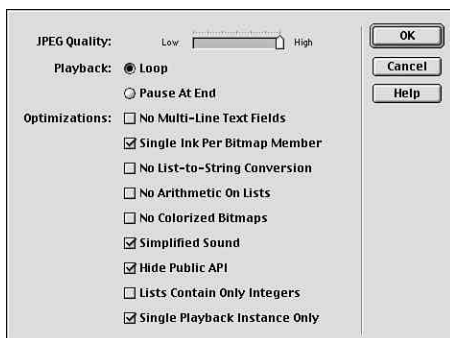 JPEG Quality: Low High
Playback: Loop
Pause At End
Optimizations: No Multi-Line Text Fields
Single Ink Per Bitmap Member
No List-to-String Conversion
No Arithmetic On Lists
No Colorized Bitmaps
Simplified Sound
Hide Public API
Lists Contain Only Integers
Single Playback Instance Only
OK
Cancel
Help